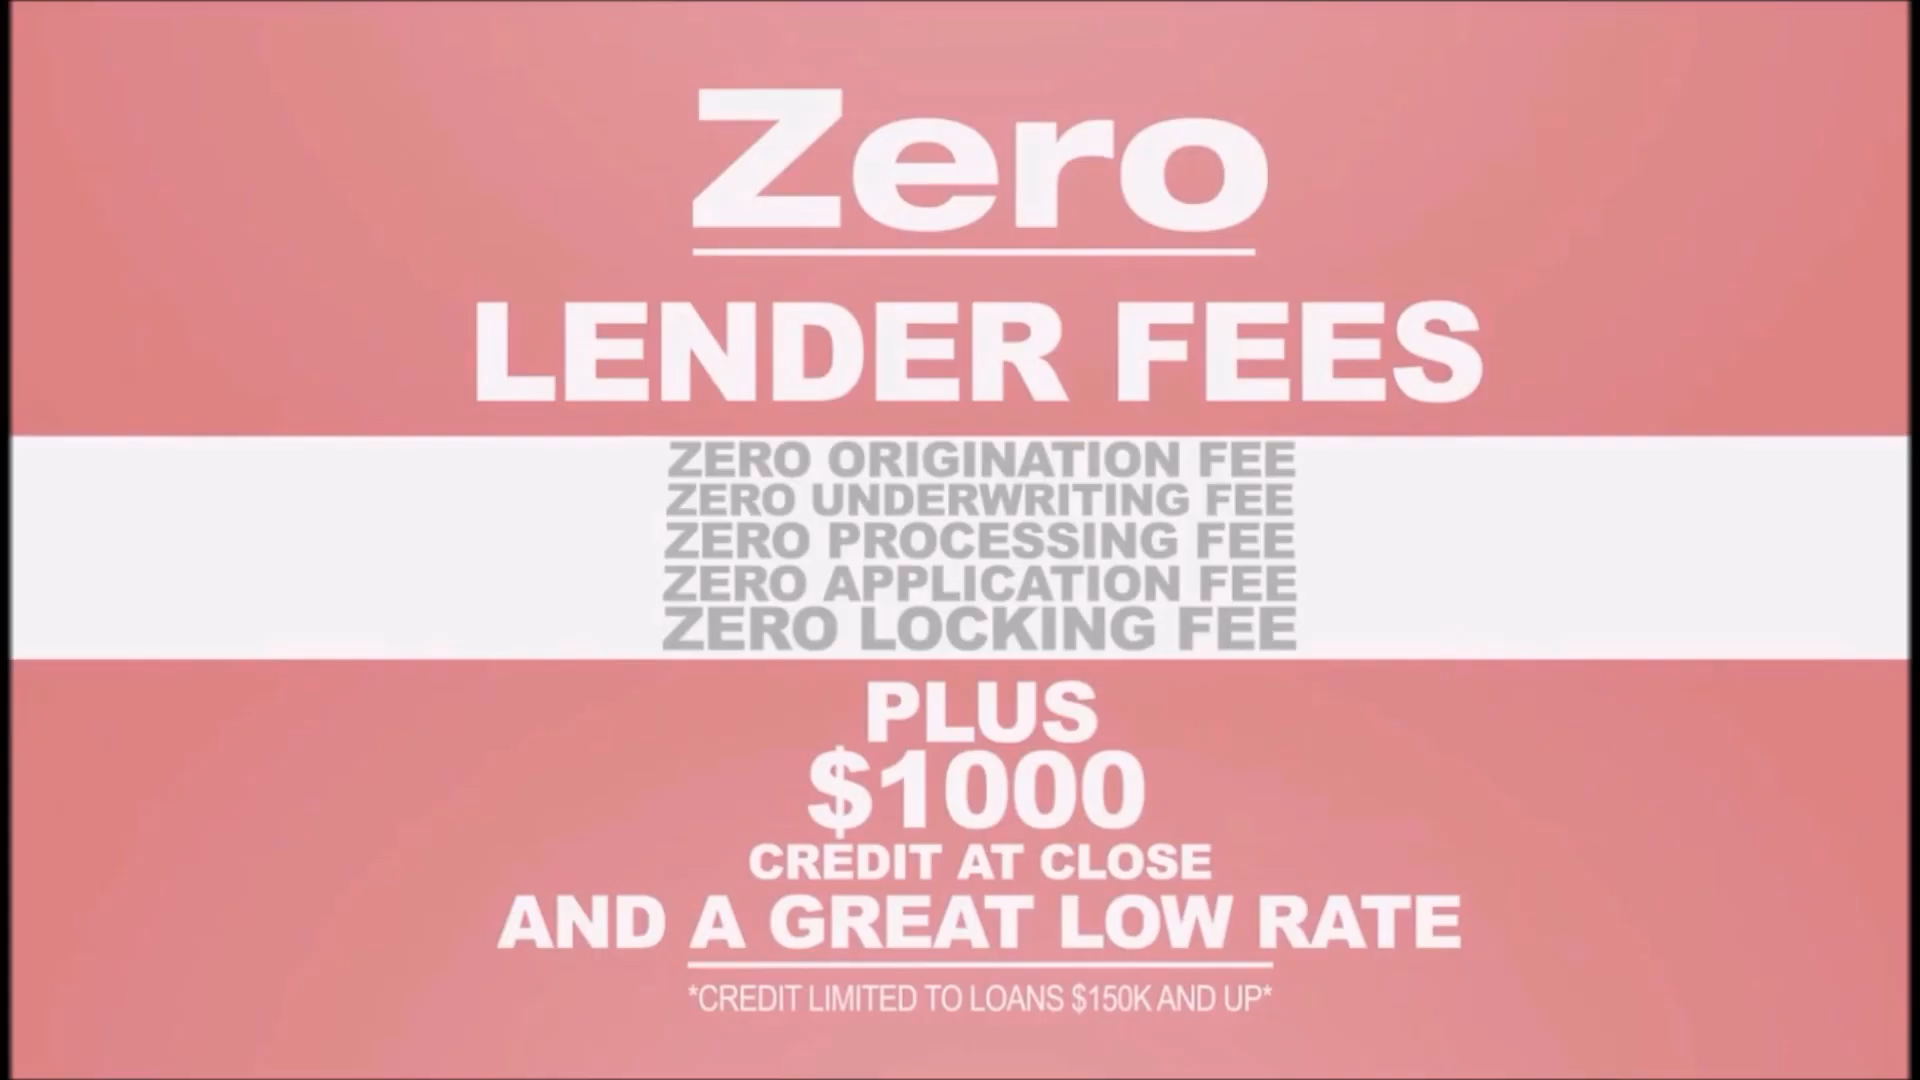 Zero
LENDER FEES
ZERO ORIGINATION FEE
ZERO UNDERWRITING FEE
ZERO PROCESSING FEE
ZERO APPLICATION FEE
ZERO LOCKING FEE
PLUS
$1000
CREDIT AT CLOSE
AND A GREAT LOW RATE
*CREDIT LIMITED TO LOANS $150K AND UP*